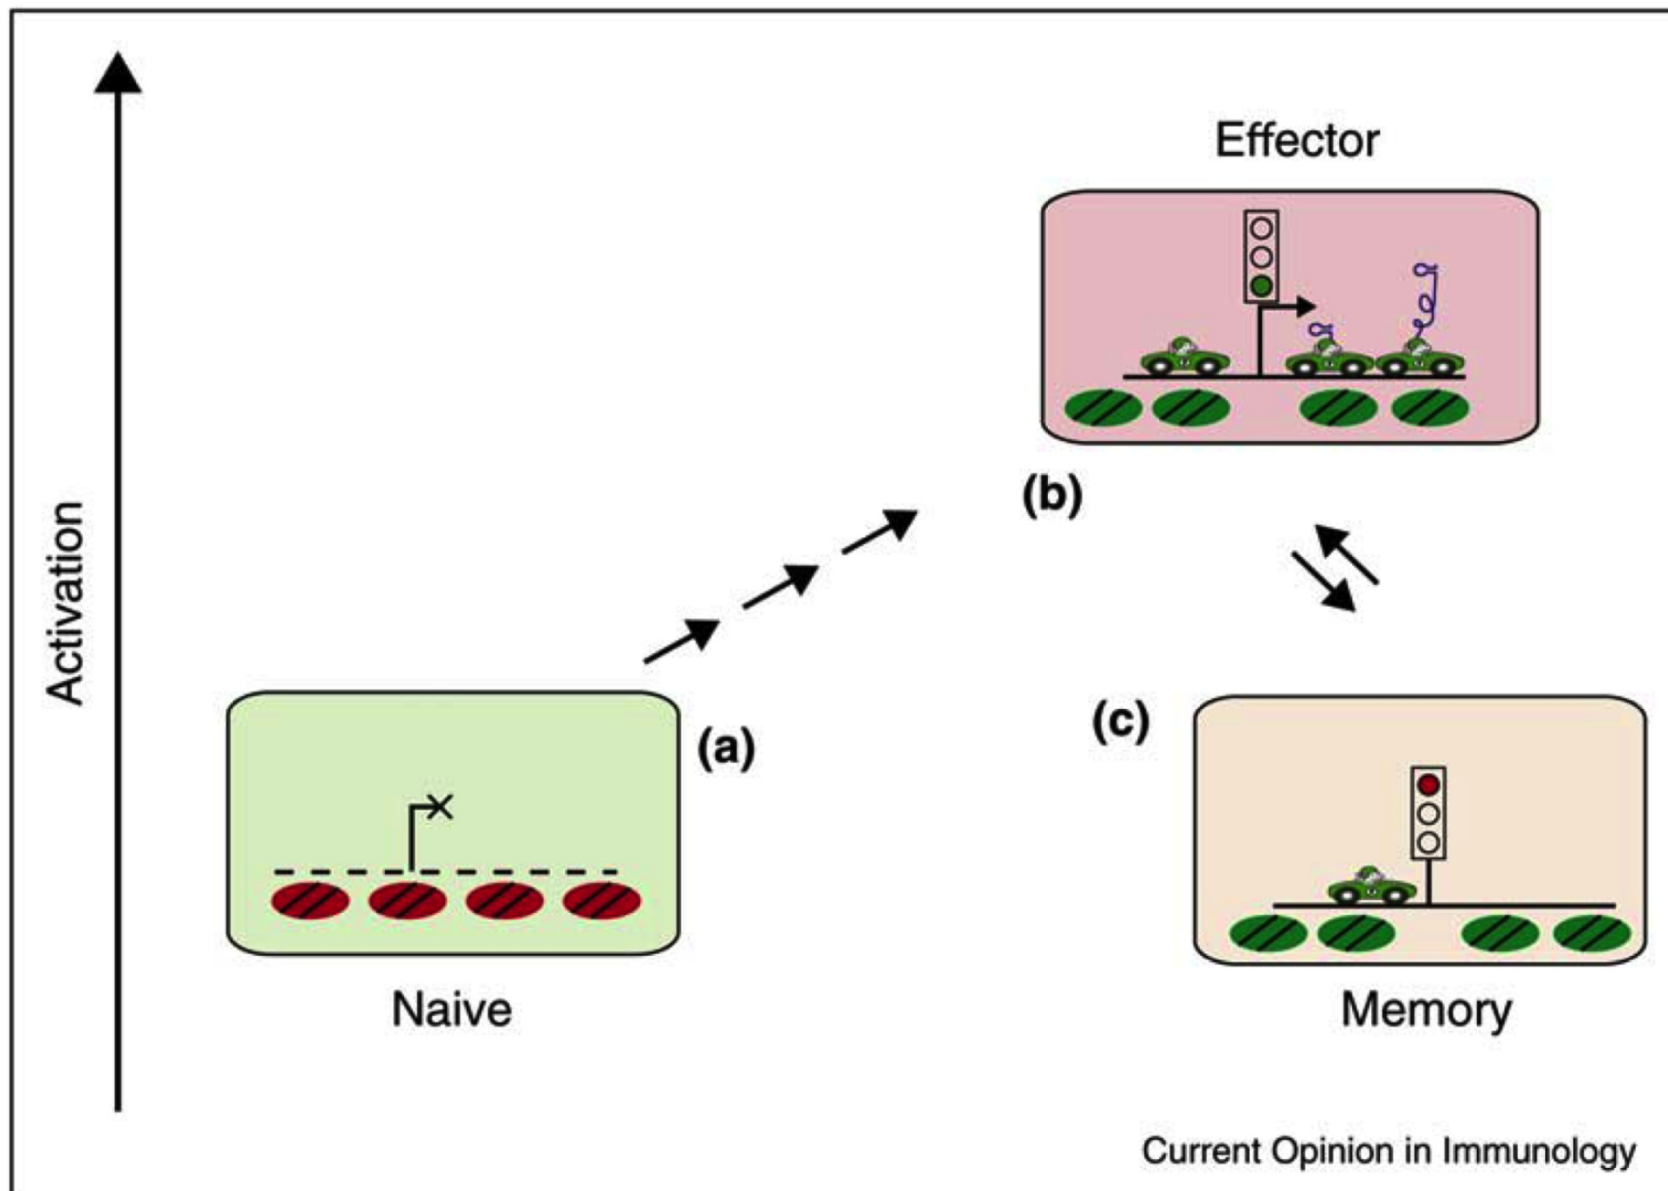 Effector
(b)
Activation
(a)
(c)
Naive
Memory
Current Opinion in Immunology